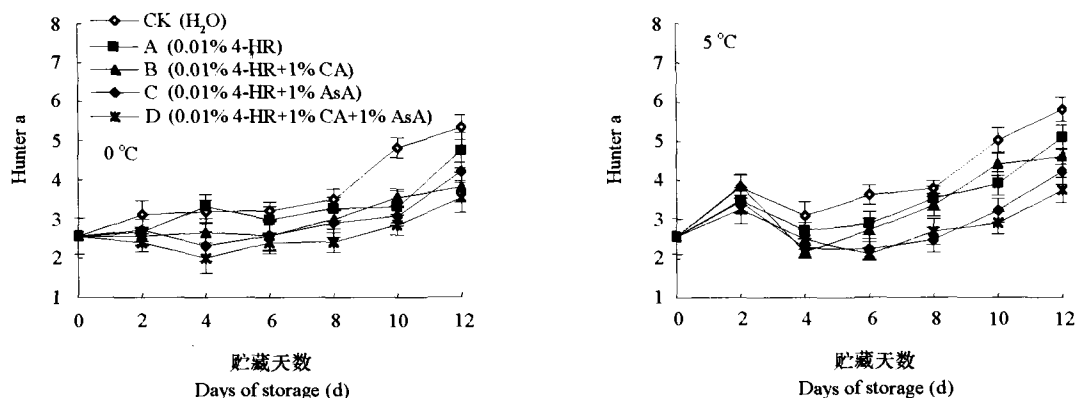 8
7
6
5
4
3
2
1
Hunter a
CK (H₂O)
A (0.01% 4-HR)
B (0.01% 4-HR+1% CA)
C (0.01% 4-HR+1% AsA)
D (0.01% 4-HR+1% CA+1% AsA)
0 °C
0 2 4 6 8 10 12
贮藏天数
Days of storage (d)
8
7
6
5
4
3
2
1
Hunter a
5 °C
0 2 4 6 8 10 12
贮藏天数
Days of storage (d)